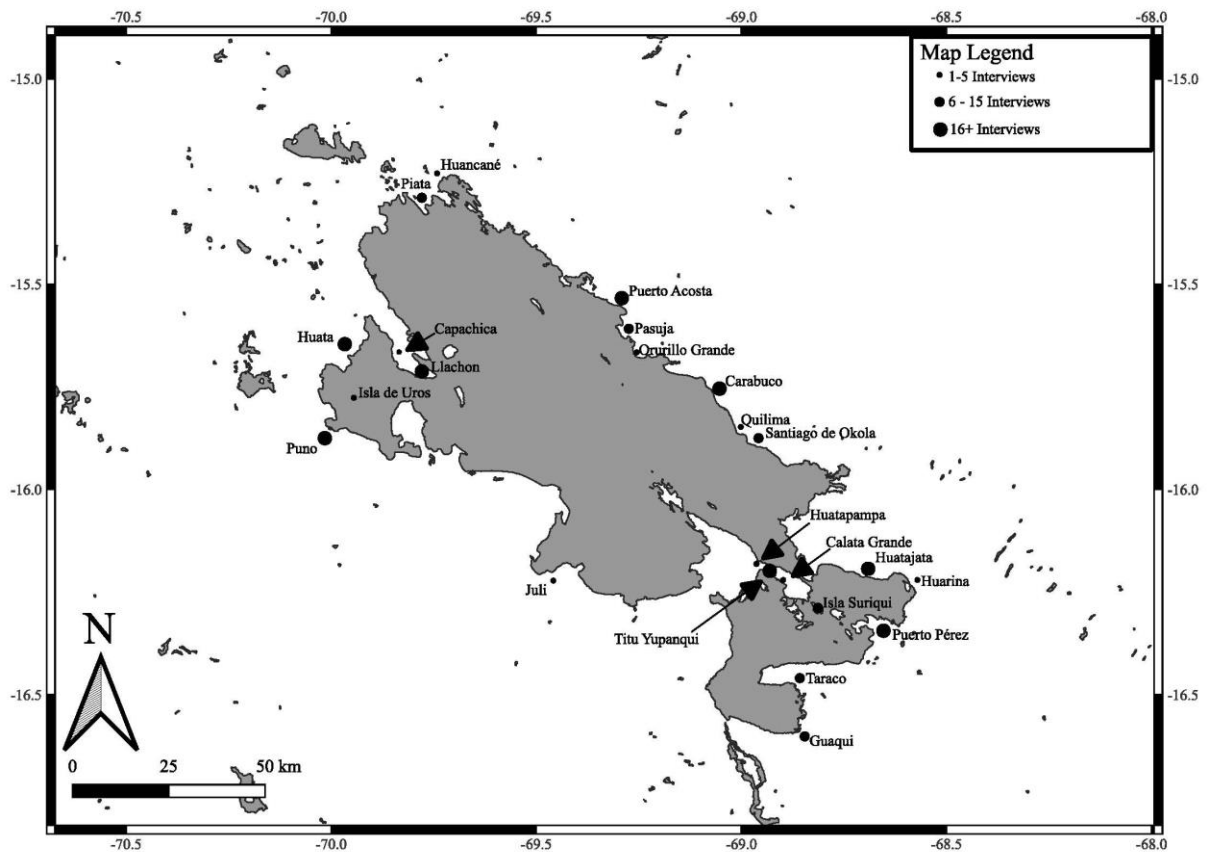 -70.5 -70.0 -69.5 -69.0 -68.5 -68.0
Map Legend
1-5 Interviews
6 - 15 Interviews
16+ Interviews
-15.0 -15.0
Huancané
Piata
-15.5 -15.5
Puerto Acosta
Pasuja
Capachica
Huata
Orurillo Grande
Llachon
Carabuco
Isla de Uros
Quilima
Santiago de Okola
Puno
-16.0 -16.0
Huatapampa
Calata Grande
Huatajata
Juli
Huarina
Isla Suriqui
Titu Yupanqui
Puerto Pérez
N
Taraco
-16.5 -16.5
Guaqui
0 25 50 km
-70.5 -70.0 -69.5 -69.0 -68.5 -68.0